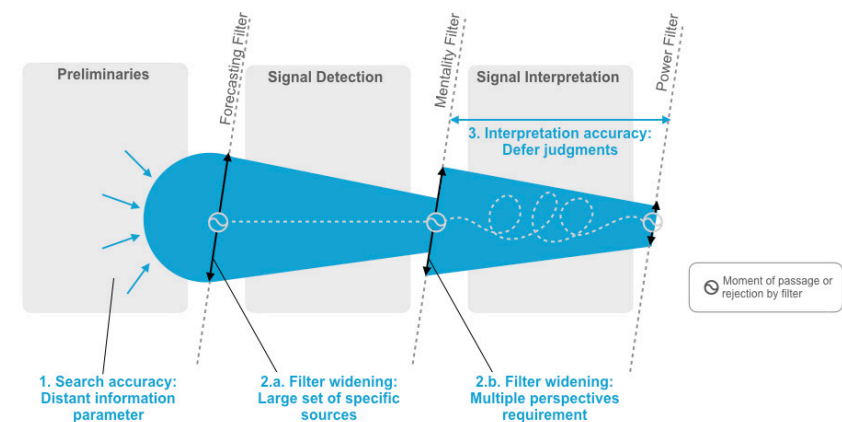 Preliminaries
Forecasting Filter
Signal Detection
Mentality Filter
Signal Interpretation
Power Filter
3. Interpretation accuracy:
Defer judgments
Moment of passage or
rejection by filter
1. Search accuracy:
Distant information
parameter
2.a. Filter widening:
Large set of specific
sources
2.b. Filter widening:
Multiple perspectives
requirement